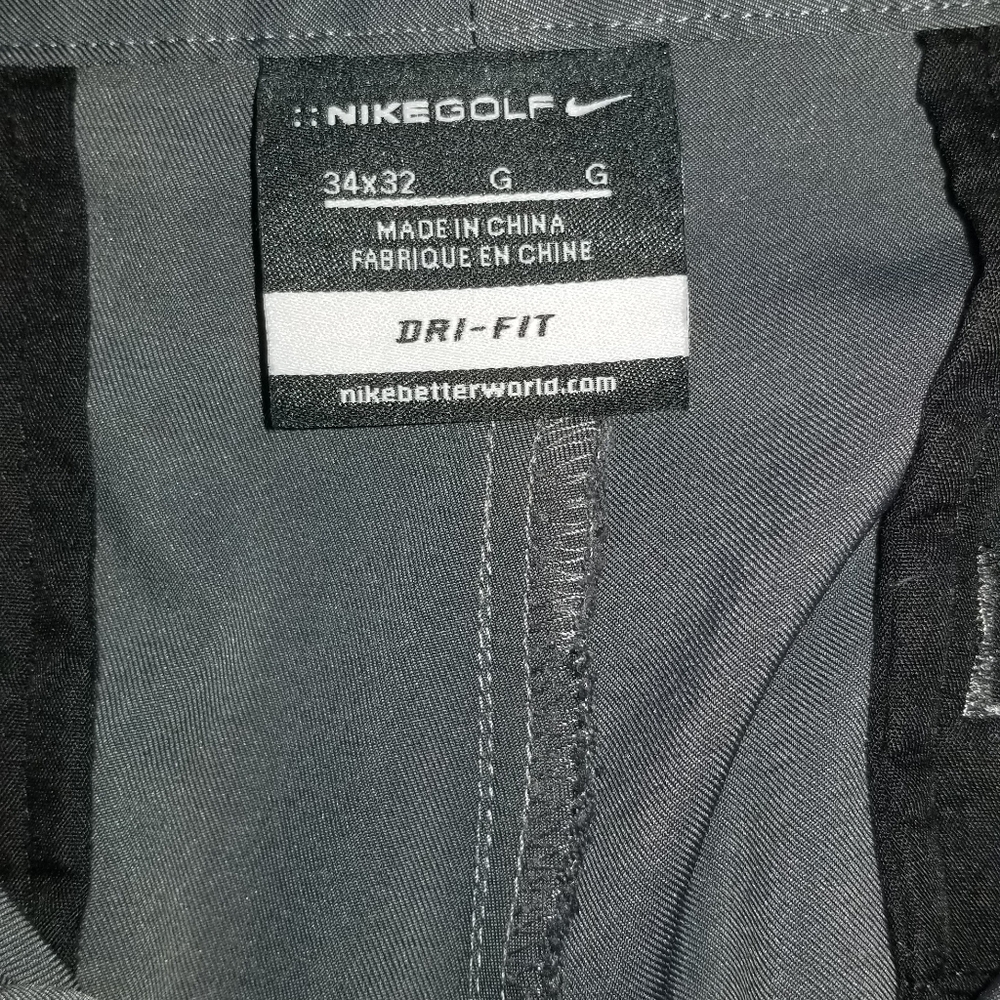 NIKEGOLF
34x32 G G
MADE IN CHINA
FABRIQUE EN CHINE
DRI-FIT
nikebetterworld.com